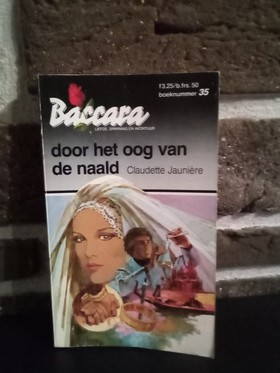 f3,25/b.frs. 50
boeknummer 35
Baccara
LIEFDE, SPANNING EN AVONTUUR
door het oog van
de naald Claudette Jaunière